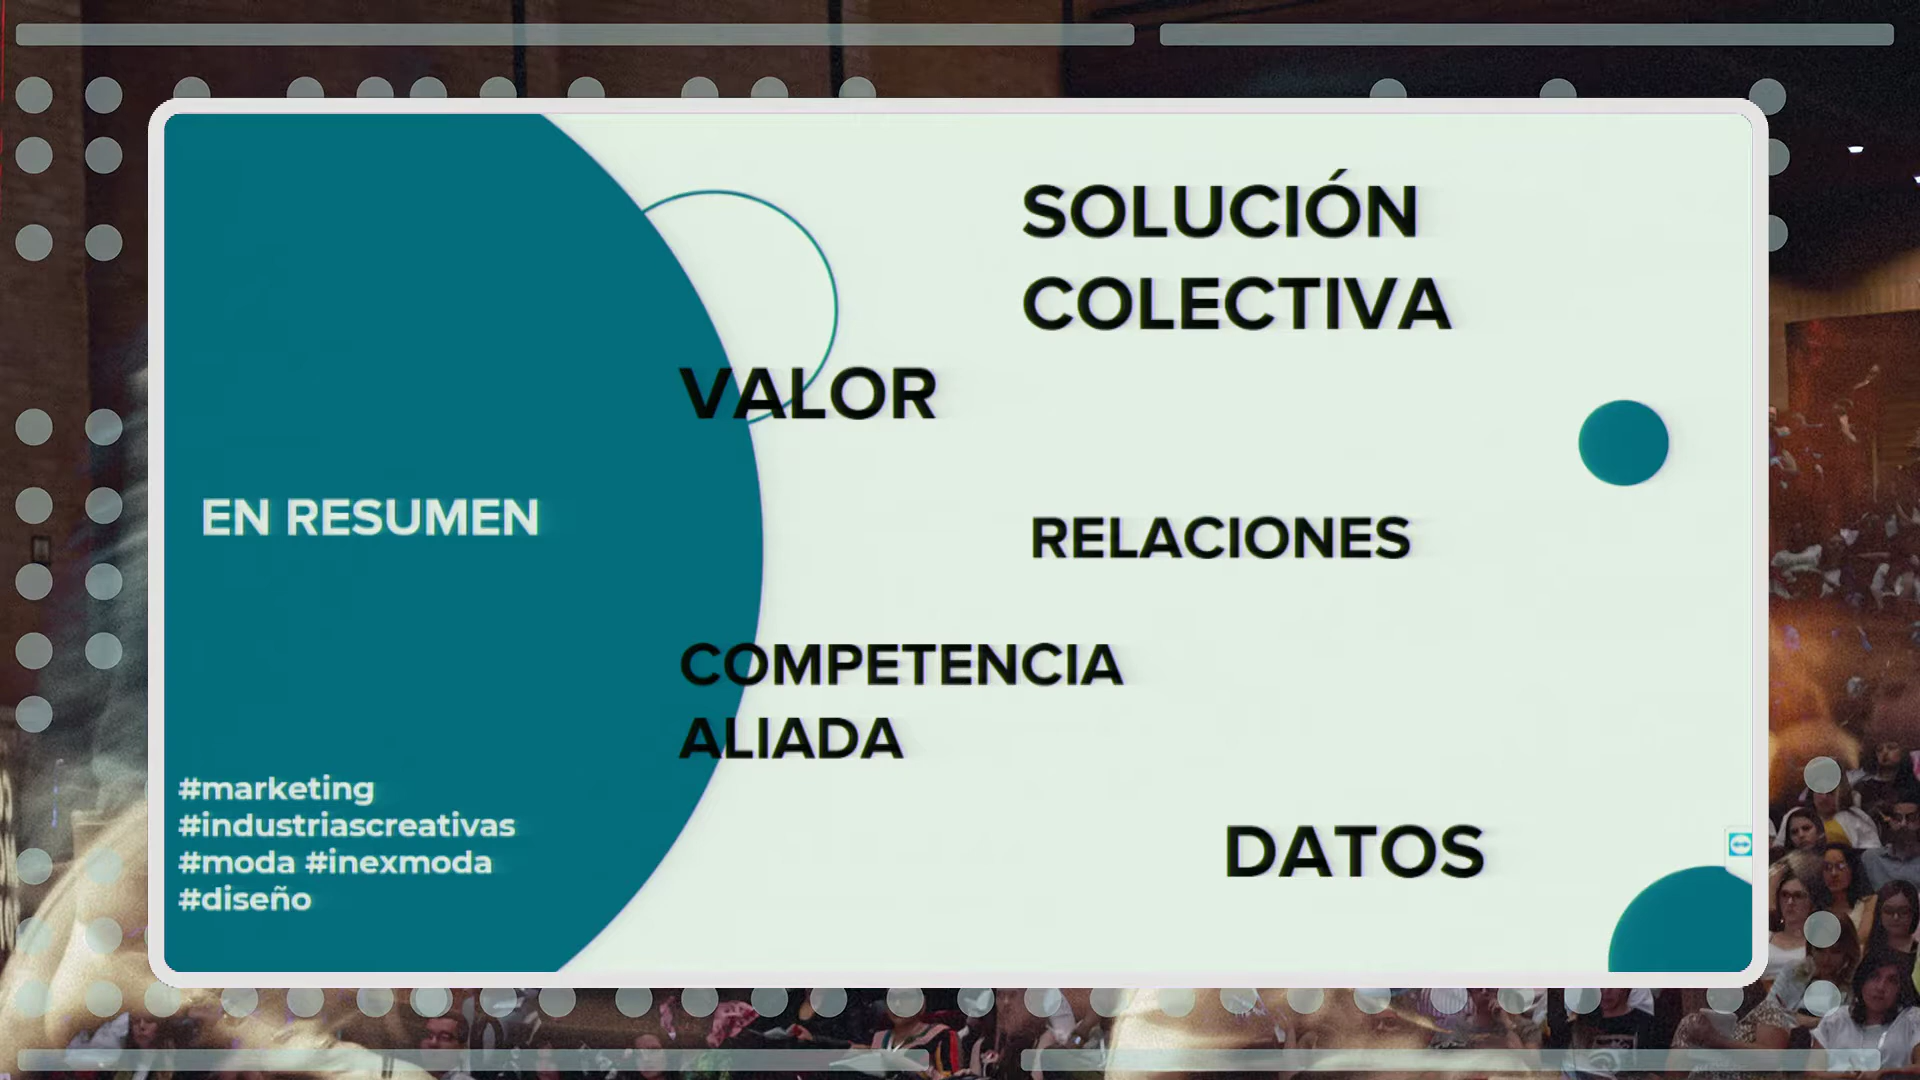 SOLUCIÓN
COLECTIVA
VALOR
EN RESUMEN
RELACIONES
COMPETENCIA
ALIADA
#marketing
#industriascreativas
#moda #inexmoda
#diseño
DATOS